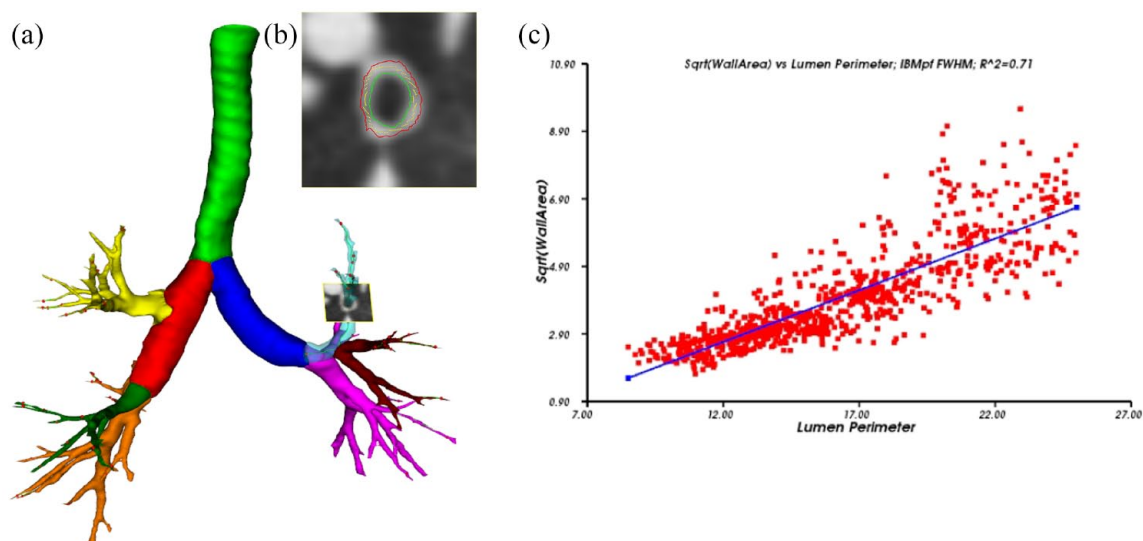 (a)
(b)
(c)
Sqrt(WallArea) vs Lumen Perimeter; IBMpf FWHM; R^2=0.71
10.90
8.90
6.90
4.90
2.90
0.90
Sqrt(WallArea)
7.00
12.00
17.00
22.00
27.00
Lumen Perimeter